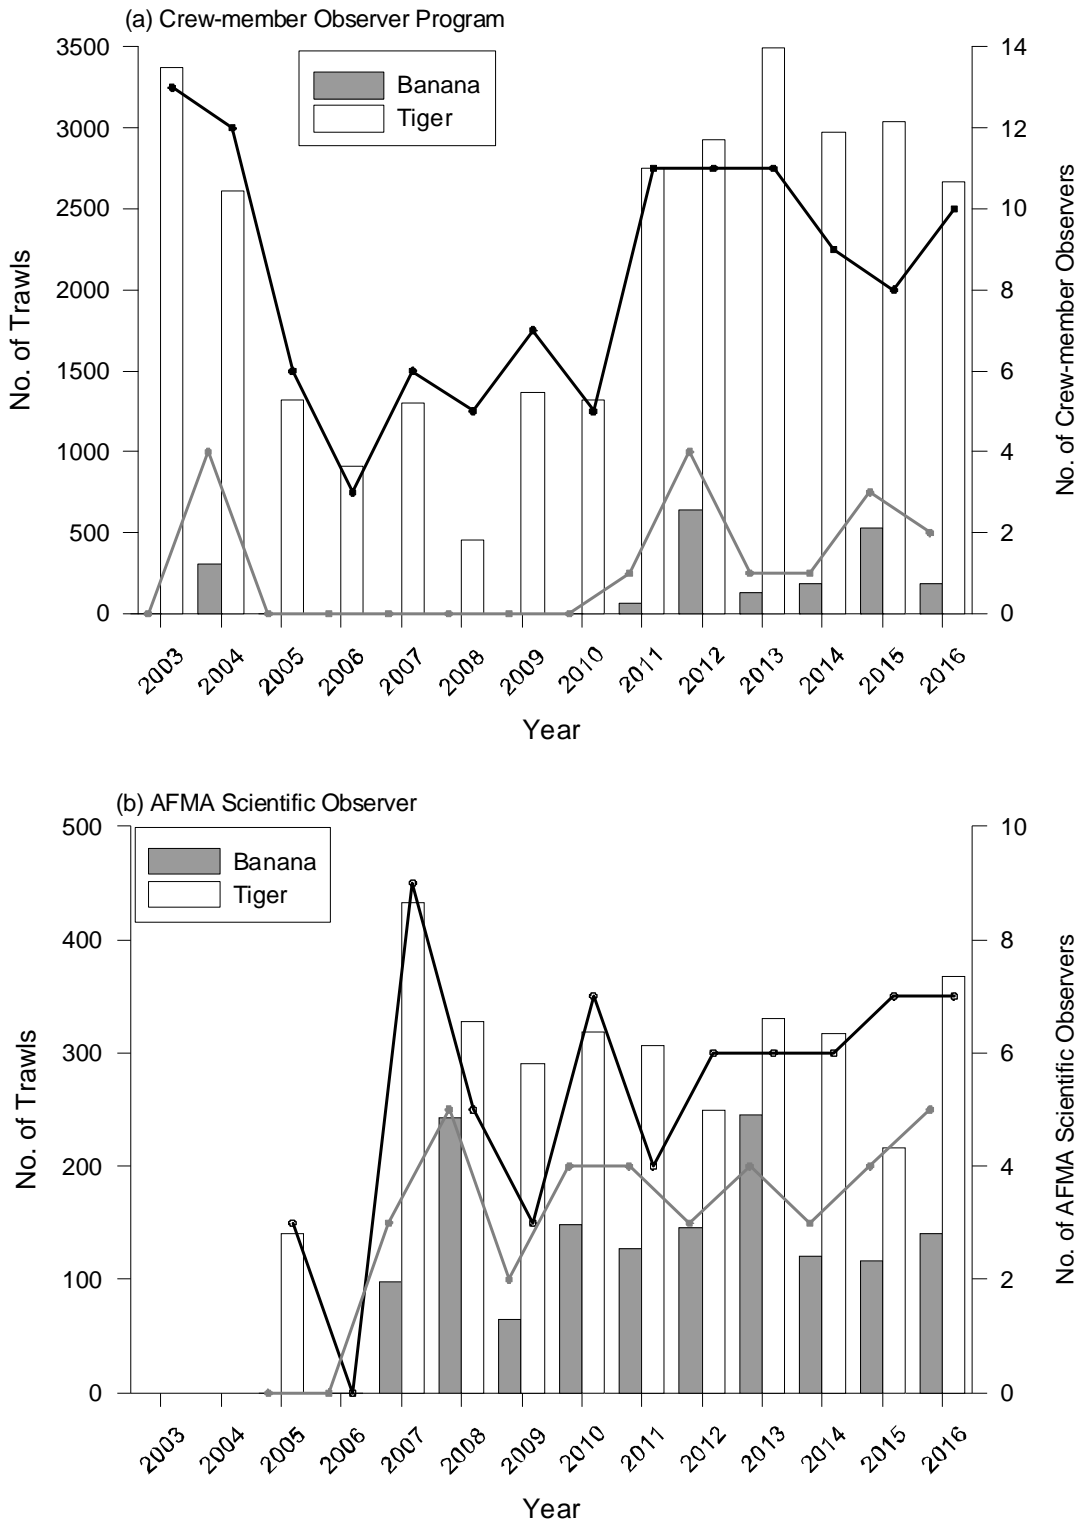 (a) Crew-member Observer Program
3500
3000
2500
2000
1500
1000
500
0
No. of Trawls
Banana
Tiger
14
12
10
8
6
4
2
0
No. of Crew-member Observers
2003 2004 2005 2006 2007 2008 2009 2010 2011 2012 2013 2014 2015 2016
Year
(b) AFMA Scientific Observer
500
400
300
200
100
0
No. of Trawls
Banana
Tiger
10
8
6
4
2
0
No. of AFMA Scientific Observers
2003 2004 2005 2006 2007 2008 2009 2010 2011 2012 2013 2014 2015 2016
Year